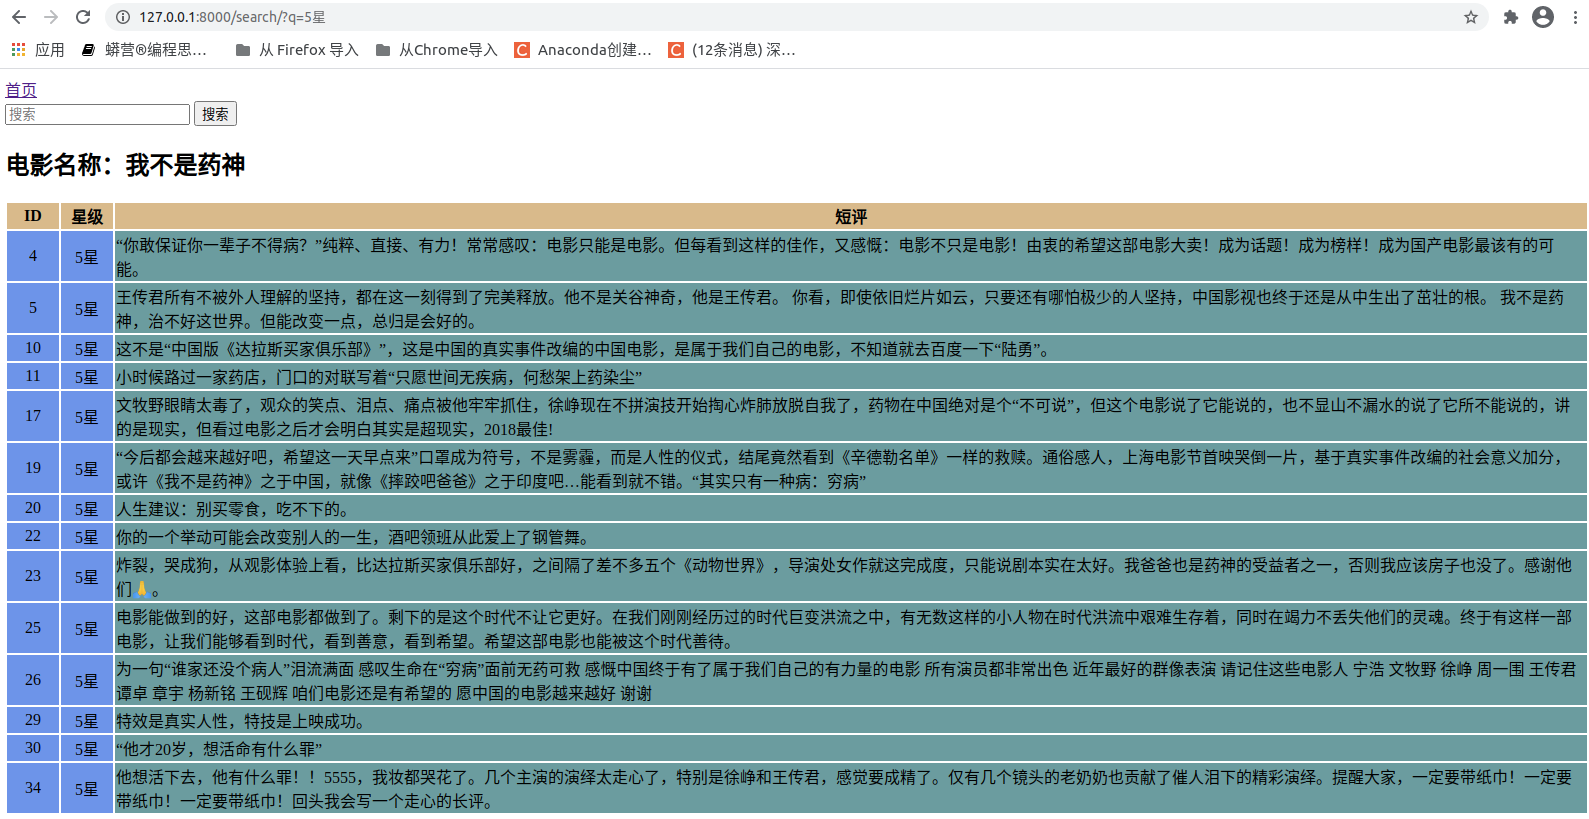 127.0.0.1:8000/search/?q=5星
应用 蟒营®编程思… 从 Firefox 导入 从Chrome导入 Anaconda创建… (12条消息) 深…
首页
搜索 搜索
电影名称：我不是药神
ID 星级 短评
4 5星 “你敢保证你一辈子不得病？”纯粹、直接、有力！常常感叹：电影只能是电影。但每看到这样的佳作，又感慨：电影不只是电影！由衷的希望这部电影大卖！成为话题！成为榜样！成为国产电影最该有的可
能。
5 5星 王传君所有不被外人理解的坚持，都在这一刻得到了完美释放。他不是关谷神奇，他是王传君。 你看，即使依旧烂片如云，只要还有哪怕极少的人坚持，中国影视也终于还是从中生出了茁壮的根。 我不是药
神，治不好这世界。但能改变一点，总归是会好的。
10 5星 这不是“中国版《达拉斯买家俱乐部》”，这是中国的真实事件改编的中国电影，是属于我们自己的电影，不知道就去百度一下“陆勇”。
11 5星 小时候路过一家药店，门口的对联写着“只愿世间无疾病，何愁架上药染尘”
17 5星 文牧野眼睛太毒了，观众的笑点、泪点、痛点被他牢牢抓住，徐峥现在不拼演技开始掏心炸肺放脱自我了，药物在中国绝对是个“不可说”，但这个电影说了它能说的，也不显山不漏水的说了它所不能说的，讲
的是现实，但看过电影之后才会明白其实是超现实，2018最佳!
19 5星 “今后都会越来越好吧，希望这一天早点来”口罩成为符号，不是雾霾，而是人性的仪式，结尾竟然看到《辛德勒名单》一样的救赎。通俗感人，上海电影节首映哭倒一片，基于真实事件改编的社会意义加分，
或许《我不是药神》之于中国，就像《摔跤吧爸爸》之于印度吧…能看到就不错。“其实只有一种病：穷病”
20 5星 人生建议：别买零食，吃不下的。
22 5星 你的一个举动可能会改变别人的一生，酒吧领班从此爱上了钢管舞。
23 5星 炸裂，哭成狗，从观影体验上看，比达拉斯买家俱乐部好，之间隔了差不多五个《动物世界》，导演处女作就这完成度，只能说剧本实在太好。我爸爸也是药神的受益者之一，否则我应该房子也没了。感谢他
们🙏。
25 5星 电影能做到的好，这部电影都做到了。剩下的是这个时代不让它更好。在我们刚刚经历过的时代巨变洪流之中，有无数这样的小人物在时代洪流中艰难生存着，同时在竭力不丢失他们的灵魂。终于有这样一部
电影，让我们能够看到时代，看到善意，看到希望。希望这部电影也能被这个时代善待。
26 5星 为一句“谁家还没个病人”泪流满面 感叹生命在“穷病”面前无药可救 感慨中国终于有了属于我们自己的有力量的电影 所有演员都非常出色 近年最好的群像表演 请记住这些电影人 宁浩 文牧野 徐峥 周一围 王传君
谭卓 章宇 杨新铭 王砚辉 咱们电影还是有希望的 愿中国的电影越来越好 谢谢
29 5星 特效是真实人性，特技是上映成功。
30 5星 “他才20岁，想活命有什么罪”
34 5星 他想活下去，他有什么罪！！5555，我妆都哭花了。几个主演的演绎太走心了，特别是徐峥和王传君，感觉要成精了。仅有几个镜头的老奶奶也贡献了催人泪下的精彩演绎。提醒大家，一定要带纸巾！一定要
带纸巾！一定要带纸巾！回头我会写一个走心的长评。